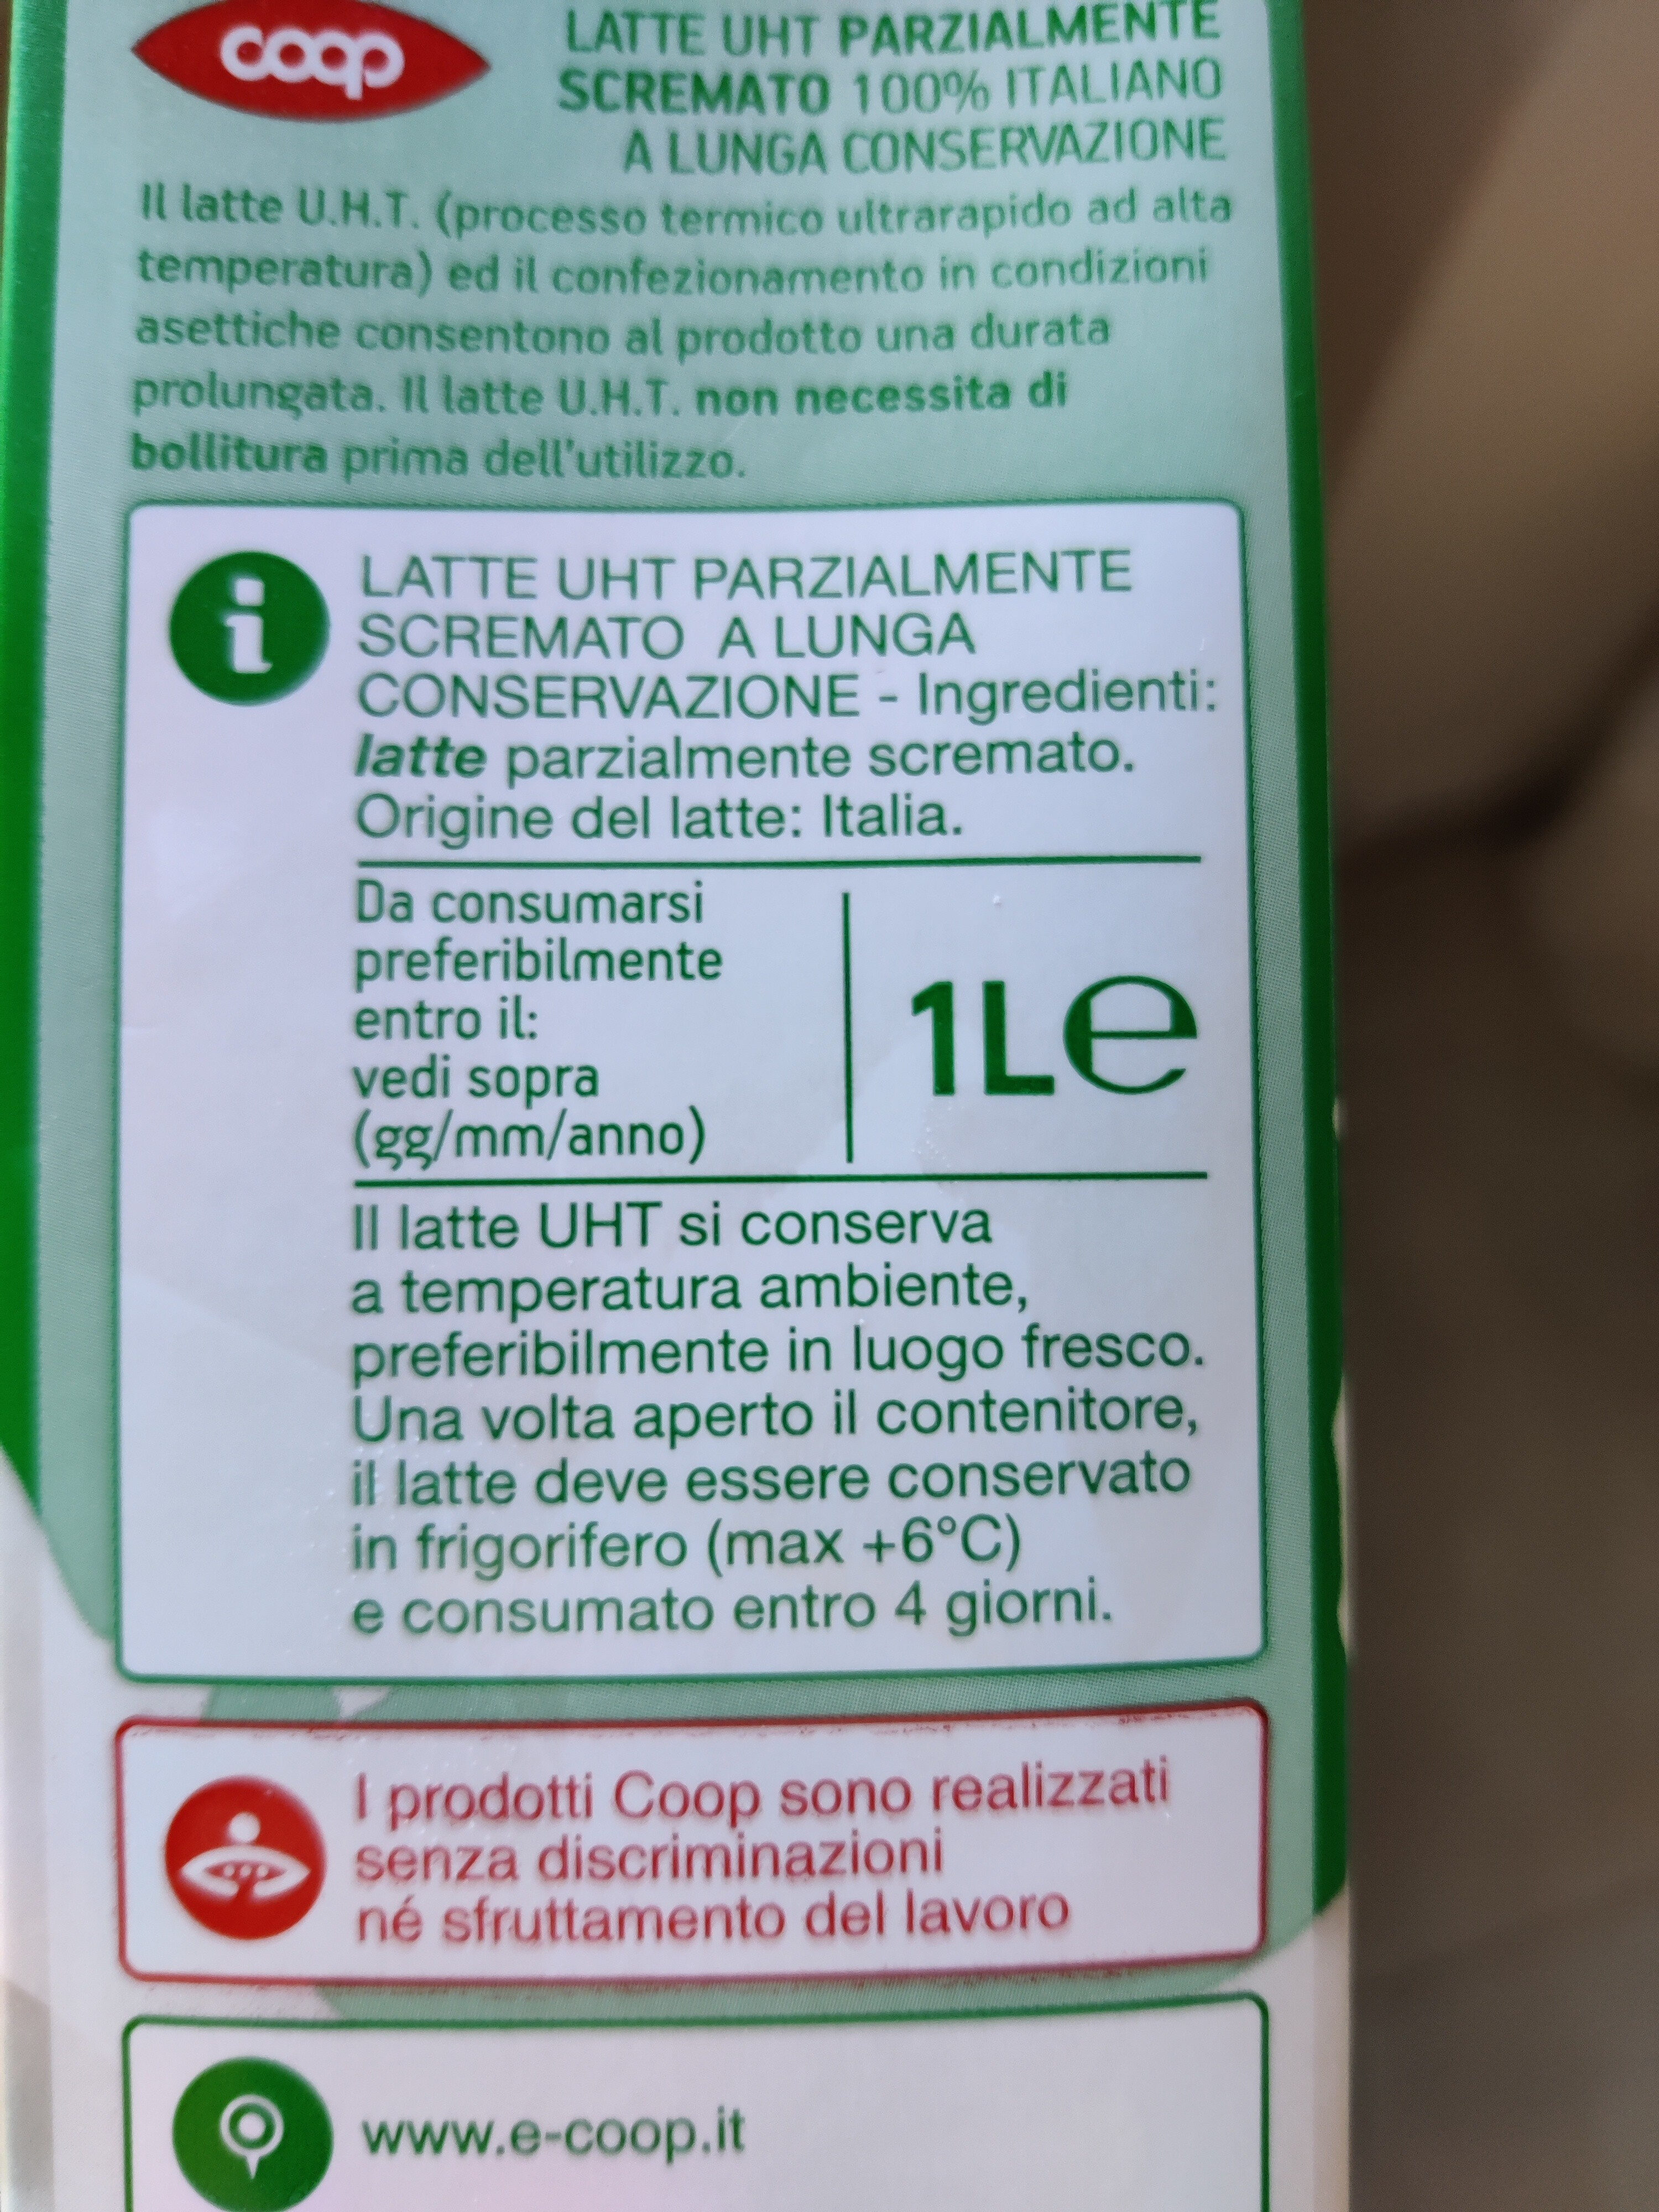 coop
LATTE UHT PARZIALMENTE
SCREMATO 100% ITALIANO
A LUNGA CONSERVAZIONE
Il latte U.H.T. (processo termico ultrarapido ad alta
temperatura) ed il confezionamento in condizioni
asettiche consentono al prodotto una durata
prolungata. Il latte U.H.T. non necessita di
bollitura prima dell'utilizzo.
i
LATTE UHT PARZIALMENTE
SCREMATO A LUNGA
CONSERVAZIONE - Ingredienti:
latte parzialmente scremato.
Origine del latte: Italia.
Da consumarsi
preferibilmente
entro il:
vedi sopra
(gg/mm/anno)
1L℮
Il latte UHT si conserva
a temperatura ambiente,
preferibilmente in luogo fresco.
Una volta aperto il contenitore,
il latte deve essere conservato
in frigorifero (max +6°C)
e consumato entro 4 giorni.
I prodotti Coop sono realizzati
senza discriminazioni
né sfruttamento del lavoro
www.e-coop.it